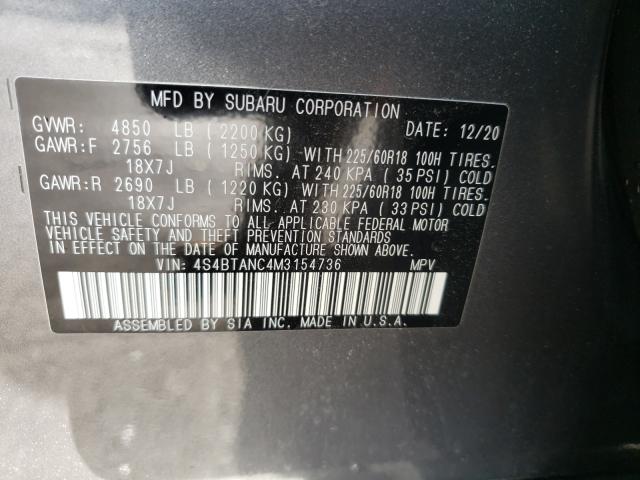 MFD BY SUBARU CORPORATION
GVWR: 4850 LB ( 2200 KG) DATE: 12/20
GAWR:F 2756 LB ( 1250 KG) WITH 225/60R18 100H TIRES.
18X7J RIMS. AT 240 KPA ( 35 PSI) COLD
GAWR:R 2690 LB ( 1220 KG) WITH 225/60R18 100H TIRES.
18X7J RIMS. AT 230 KPA ( 33 PSI) COLD
THIS VEHICLE CONFORMS TO ALL APPLICABLE FEDERAL MOTOR
VEHICLE SAFETY AND THEFT PREVENTION STANDARDS
IN EFFECT ON THE DATE OF MANUFACTURE SHOWN ABOVE.
VIN: 4S4BTANC4M3154736 MPV
ASSEMBLED BY SIA INC. MADE IN U.S.A.